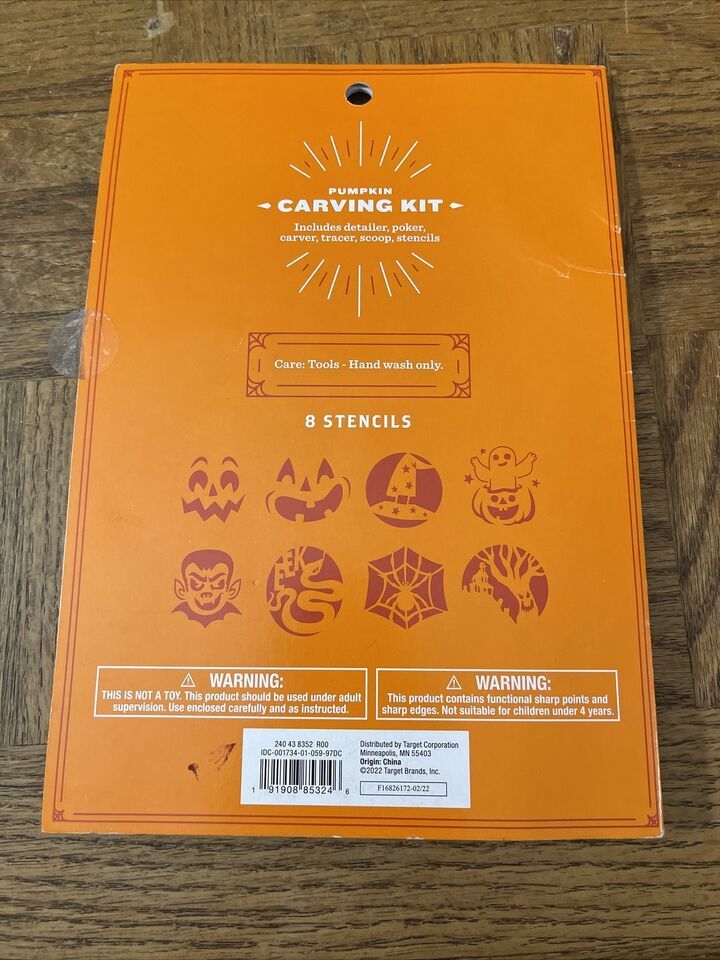 PUMPKIN
CARVING KIT
Includes detailer, poker,
carver, tracer, scoop, stencils
Care: Tools - Hand wash only.
8 STENCILS
EEK
WARNING:
THIS IS NOT A TOY. This product should be used under adult
supervision. Use enclosed carefully and as instructed.
WARNING:
This product contains functional sharp points and
sharp edges. Not suitable for children under 4 years.
240 43 8352 R00
IDC-001734-01-059-97DC
1 91908 85324 6
Distributed by Target Corporation
Minneapolis, MN 55403
Origin: China
©2022 Target Brands, Inc.
F16826172-02/22